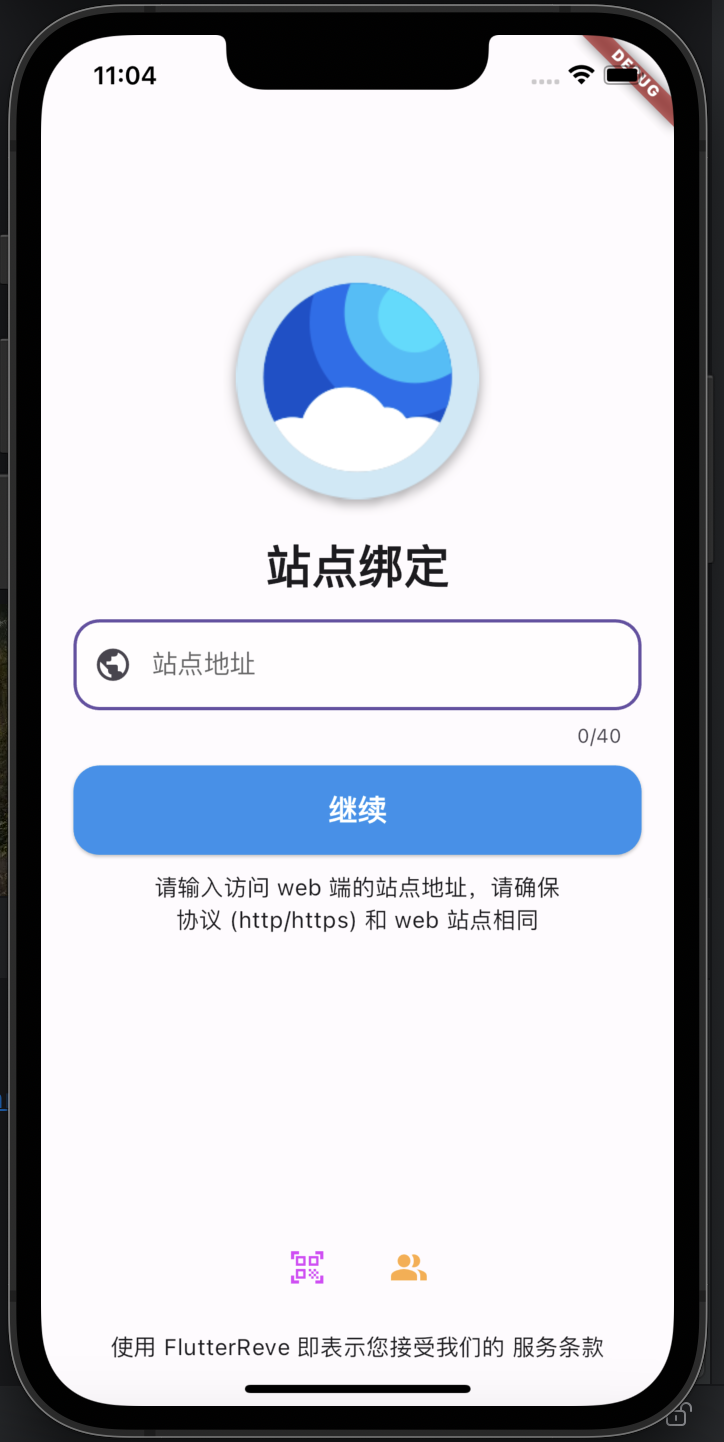 11:04
DEBUG
站点绑定
站点地址
0/40
继续
请输入访问 web 端的站点地址，请确保
协议 (http/https) 和 web 站点相同
使用 FlutterReve 即表示您接受我们的 服务条款